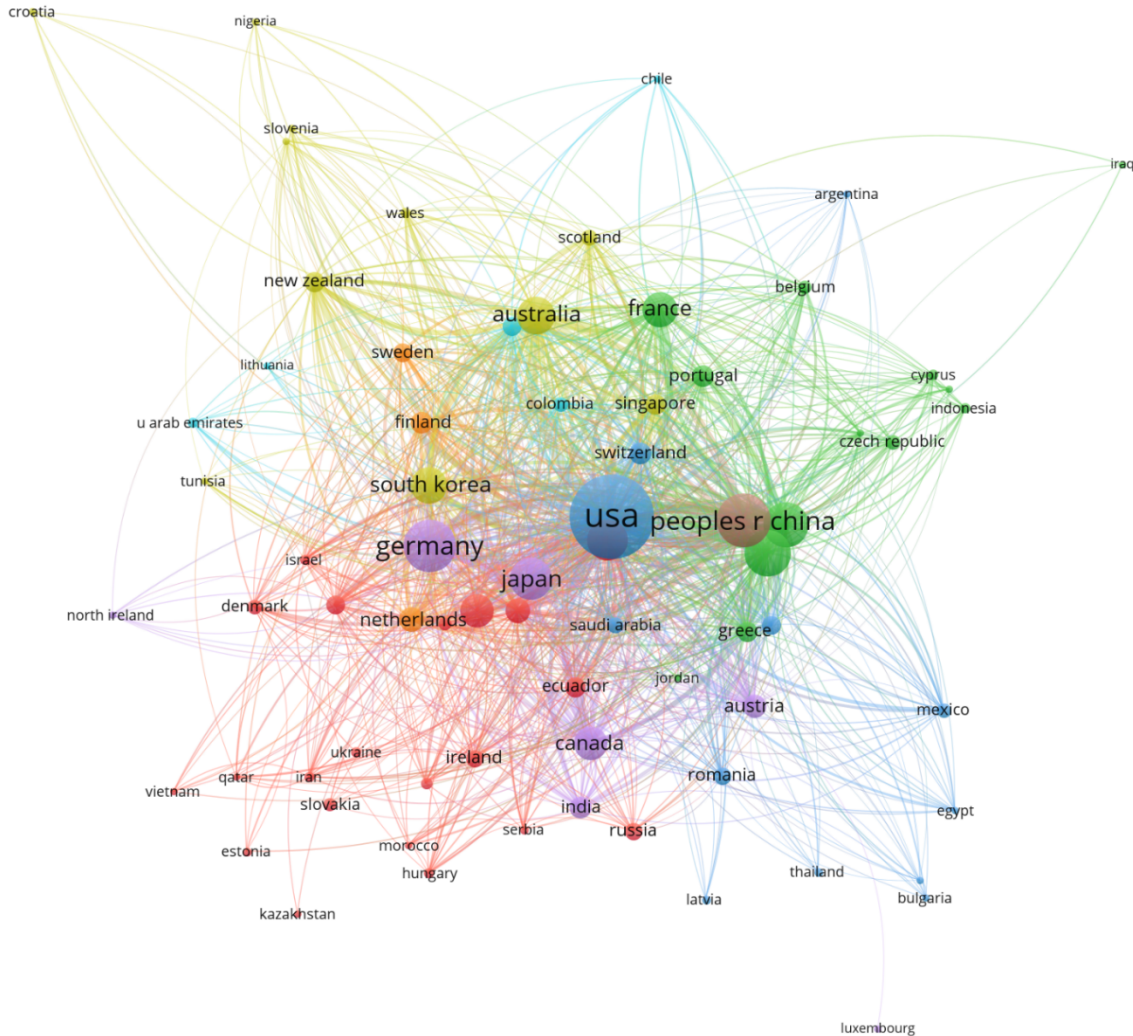 croatia
nigeria
chile
slovenia
iraq
argentina
wales
scotland
new zealand
belgium
france
australia
sweden
lithuania
portugal
cyprus
colombia
singapore
indonesia
u arab emirates
finland
czech republic
switzerland
tunisia
south korea
usa
peoples r china
germany
israel
japan
denmark
north ireland
netherlands
saudi arabia
greece
jordan
ecuador
austria
mexico
canada
ukraine
ireland
qatar
iran
romania
vietnam
slovakia
india
egypt
serbia
russia
morocco
estonia
hungary
thailand
latvia
bulgaria
kazakhstan
luxembourg